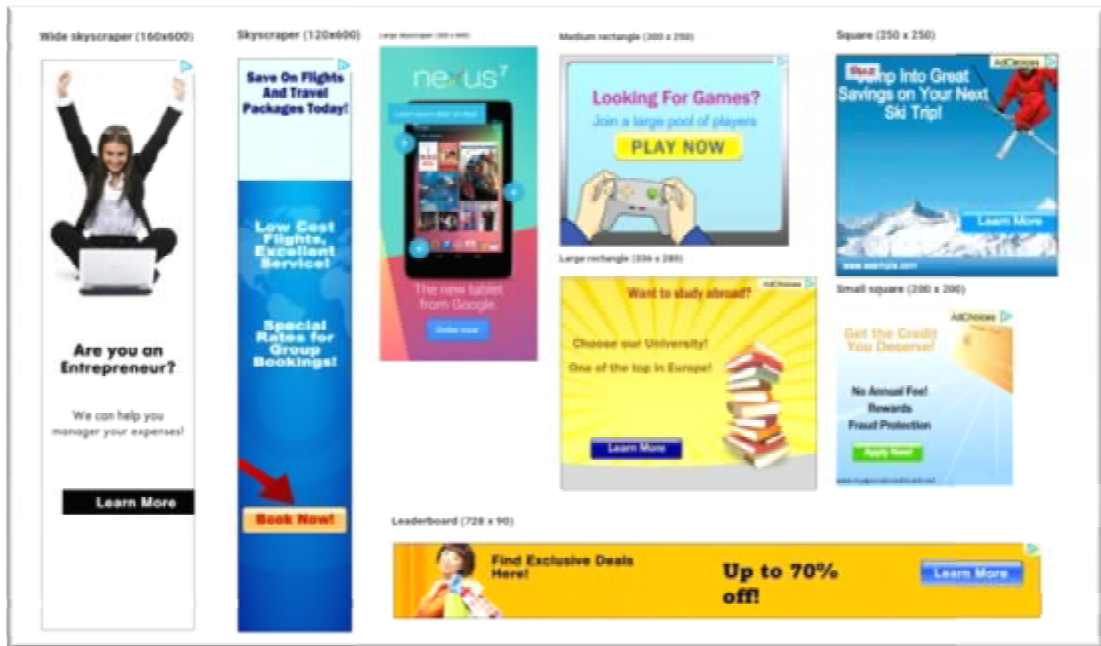 Wide skyscraper (160x600)
Are you an
Entrepreneur?
We can help you
manager your expenses!
Learn More
Skyscraper (120x600)
Save On Flights
And Travel
Packages Today!
Low Cost
Flights,
Excellent
Service!
Special
Rates for
Group
Bookings!
Book Now!
nexus 7
The new tablet
from Google.
Order now
Medium rectangle (300 x 250)
Looking For Games?
Join a large pool of players
PLAY NOW
Large rectangle (336 x 280)
AdChoices
Want to study abroad?
Choose our University!
One of the top in Europe!
Learn More
Square (250 x 250)
AdChoices
Jump Into Great
Savings on Your Next
Ski Trip!
Learn More
www.example.com
Small square (200 x 200)
AdChoices
Get the Credit
You Deserve!
No Annual Fee!
Rewards
Fraud Protection
Apply Now!
Leaderboard (728 x 90)
Find Exclusive Deals
Here!
Up to 70%
off!
Learn More